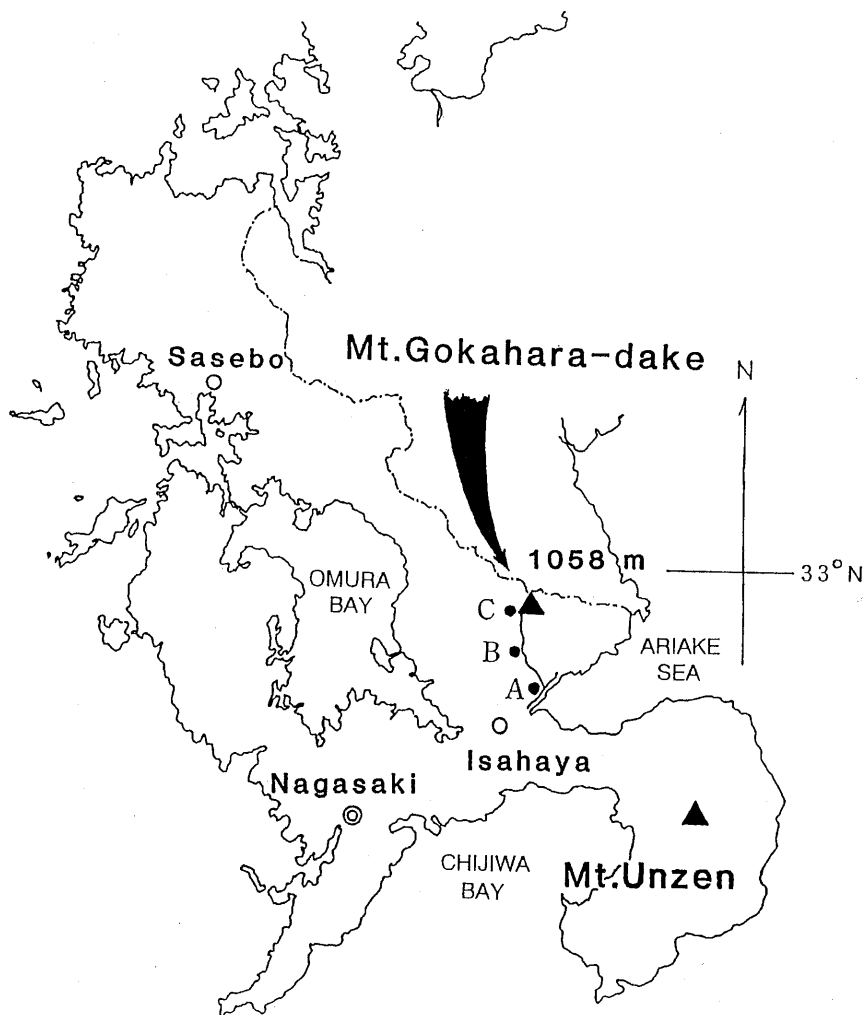 Sasebo
Mt.Gokahara-dake
N
1058 m
33°N
OMURA
BAY
C
B
A
ARIAKE
SEA
Isahaya
Nagasaki
CHIJIWA
BAY
Mt.Unzen